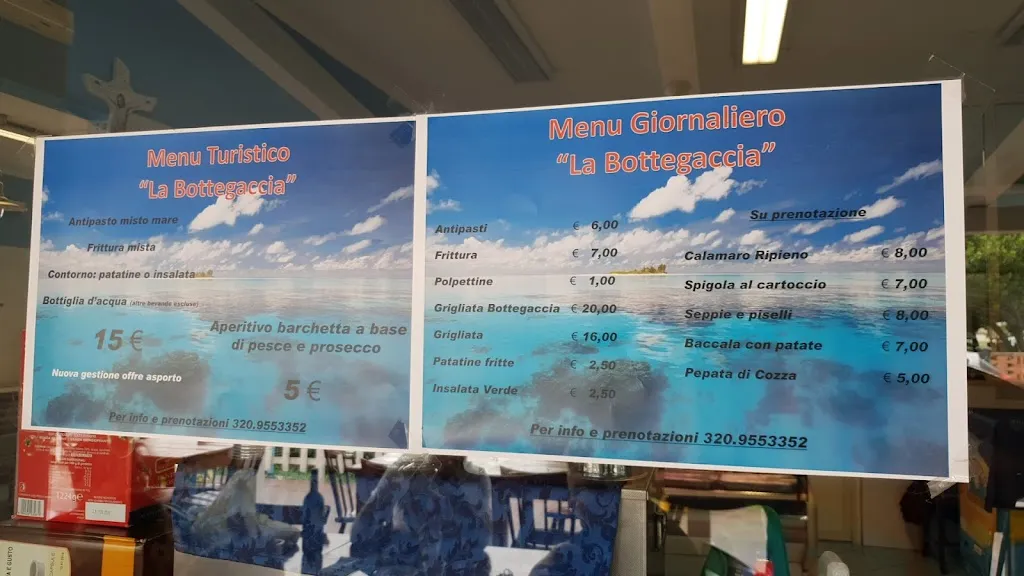 Menu Turistico
“La Bottegaccia”
Antipasto misto mare
Frittura mista
Contorno: patatine o insalata
Bottiglia d'acqua (altre bevande escluse)
15 €
Aperitivo barchetta a base
di pesce e prosecco
5 €
Nuova gestione offre asporto
Per info e prenotazioni 320.9553352
Menu Giornaliero
“La Bottegaccia”
Antipasti € 6,00
Frittura € 7,00
Polpettine € 1,00
Grigliata Bottegaccia € 20,00
Grigliata € 16,00
Patatine fritte € 2,50
Insalata Verde € 2,50
Su prenotazione
Calamaro Ripieno € 8,00
Spigola al cartoccio € 7,00
Seppie e piselli € 8,00
Baccala con patate € 7,00
Pepata di Cozza € 5,00
Per info e prenotazioni 320.9553352